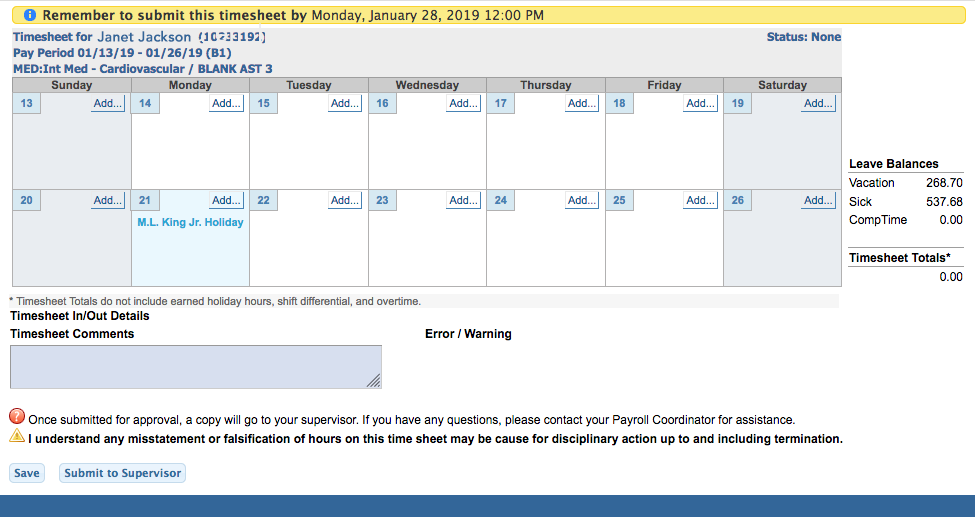 Remember to submit this timesheet by Monday, January 28, 2019 12:00 PM
Timesheet for Janet Jackson
Status: None
Pay Period 01/13/19 - 01/26/19 (B1)
MED:Int Med - Cardiovascular / BLANK AST 3
Sunday Monday Tuesday Wednesday Thursday Friday Saturday
13 Add... 14 Add... 15 Add... 16 Add... 17 Add... 18 Add... 19 Add...
20 Add... 21 Add... 22 Add... 23 Add... 24 Add... 25 Add... 26 Add...
M.L. King Jr. Holiday
Leave Balances
Vacation 268.70
Sick 537.68
CompTime 0.00
Timesheet Totals*
0.00
* Timesheet Totals do not include earned holiday hours, shift differential, and overtime.
Timesheet In/Out Details
Timesheet Comments
Error / Warning
Once submitted for approval, a copy will go to your supervisor. If you have any questions, please contact your Payroll Coordinator for assistance.
I understand any misstatement or falsification of hours on this time sheet may be cause for disciplinary action up to and including termination.
Save Submit to Supervisor